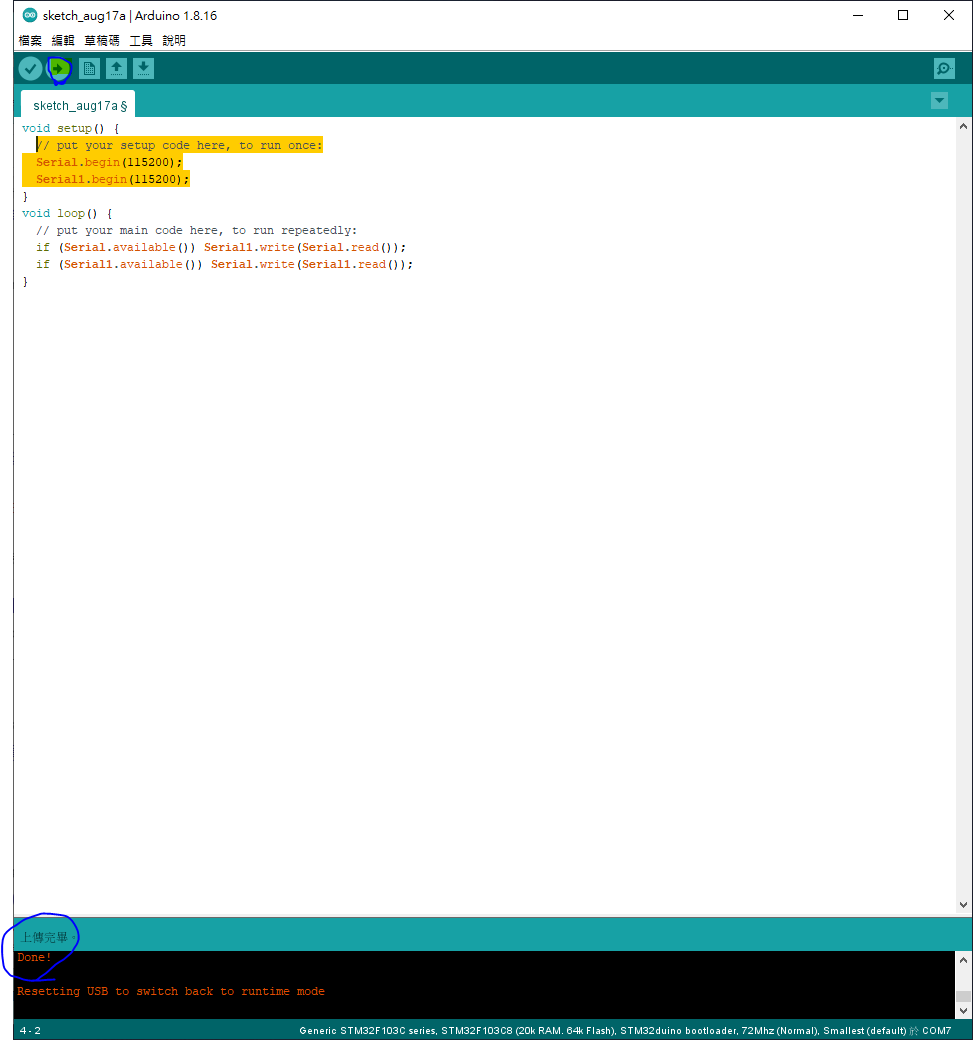 sketch_aug17a | Arduino 1.8.16
檔案 編輯 草稿碼 工具 說明
sketch_aug17a §
void setup() {
  // put your setup code here, to run once:
  Serial.begin(115200);
  Serial1.begin(115200);
}
void loop() {
  // put your main code here, to run repeatedly:
  if (Serial.available()) Serial1.write(Serial.read());
  if (Serial1.available()) Serial.write(Serial1.read());
}
上傳完畢。
Done!
Resetting USB to switch back to runtime mode
4 - 2
Generic STM32F103C series, STM32F103C8 (20k RAM. 64k Flash), STM32duino bootloader, 72Mhz (Normal), Smallest (default) 於 COM7